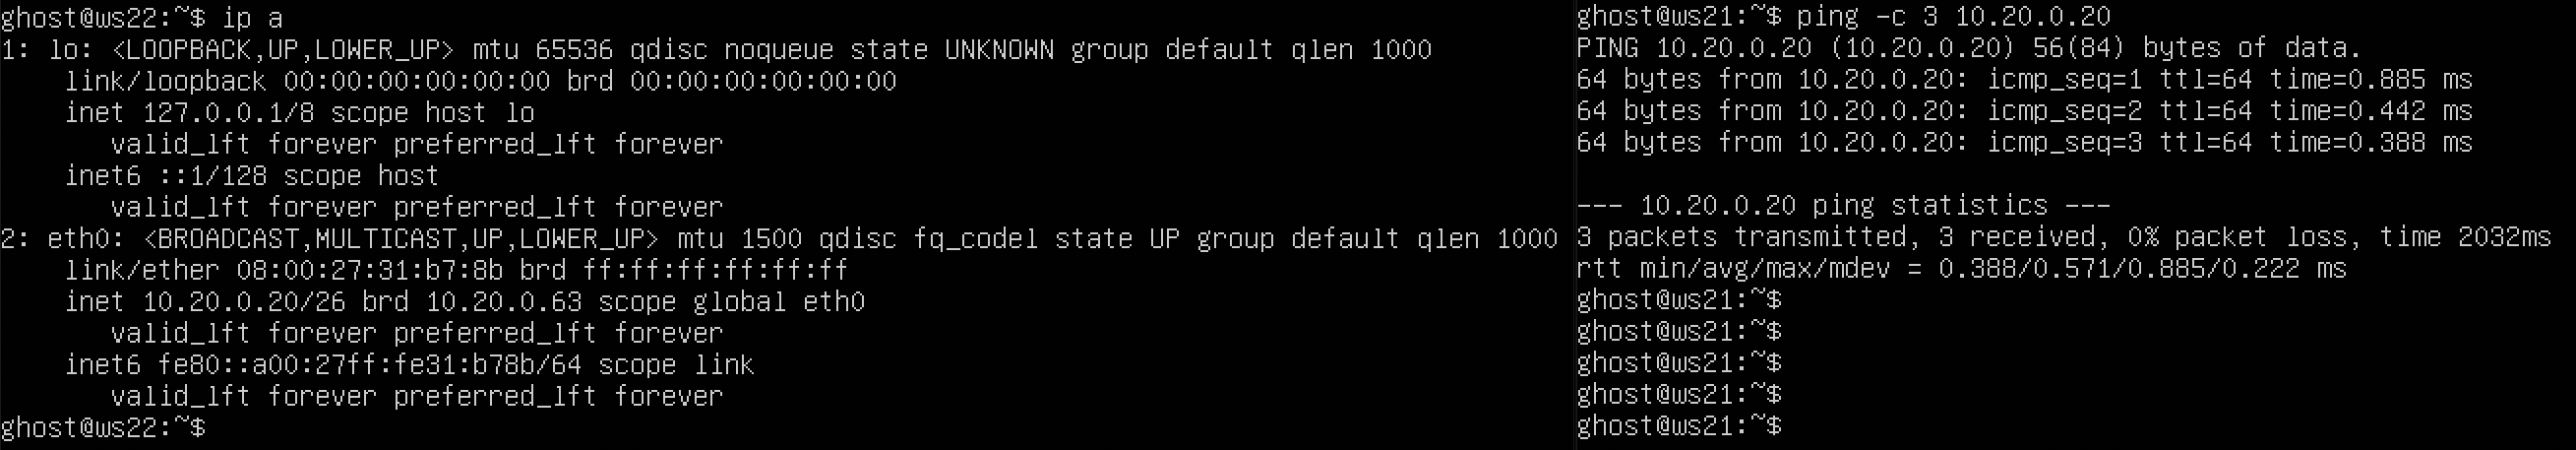 ghost@ws22:~$ ip a
1: lo: <LOOPBACK,UP,LOWER_UP> mtu 65536 qdisc noqueue state UNKNOWN group default qlen 1000
    link/loopback 00:00:00:00:00:00 brd 00:00:00:00:00:00
    inet 127.0.0.1/8 scope host lo
       valid_lft forever preferred_lft forever
    inet6 ::1/128 scope host
       valid_lft forever preferred_lft forever
2: eth0: <BROADCAST,MULTICAST,UP,LOWER_UP> mtu 1500 qdisc fq_codel state UP group default qlen 1000
    link/ether 08:00:27:31:b7:8b brd ff:ff:ff:ff:ff:ff
    inet 10.20.0.20/26 brd 10.20.0.63 scope global eth0
       valid_lft forever preferred_lft forever
    inet6 fe80::a00:27ff:fe31:b78b/64 scope link
       valid_lft forever preferred_lft forever
ghost@ws22:~$
ghost@ws21:~$ ping -c 3 10.20.0.20
PING 10.20.0.20 (10.20.0.20) 56(84) bytes of data.
64 bytes from 10.20.0.20: icmp_seq=1 ttl=64 time=0.885 ms
64 bytes from 10.20.0.20: icmp_seq=2 ttl=64 time=0.442 ms
64 bytes from 10.20.0.20: icmp_seq=3 ttl=64 time=0.388 ms
--- 10.20.0.20 ping statistics ---
3 packets transmitted, 3 received, 0% packet loss, time 2032ms
rtt min/avg/max/mdev = 0.388/0.571/0.885/0.222 ms
ghost@ws21:~$
ghost@ws21:~$
ghost@ws21:~$
ghost@ws21:~$
ghost@ws21:~$